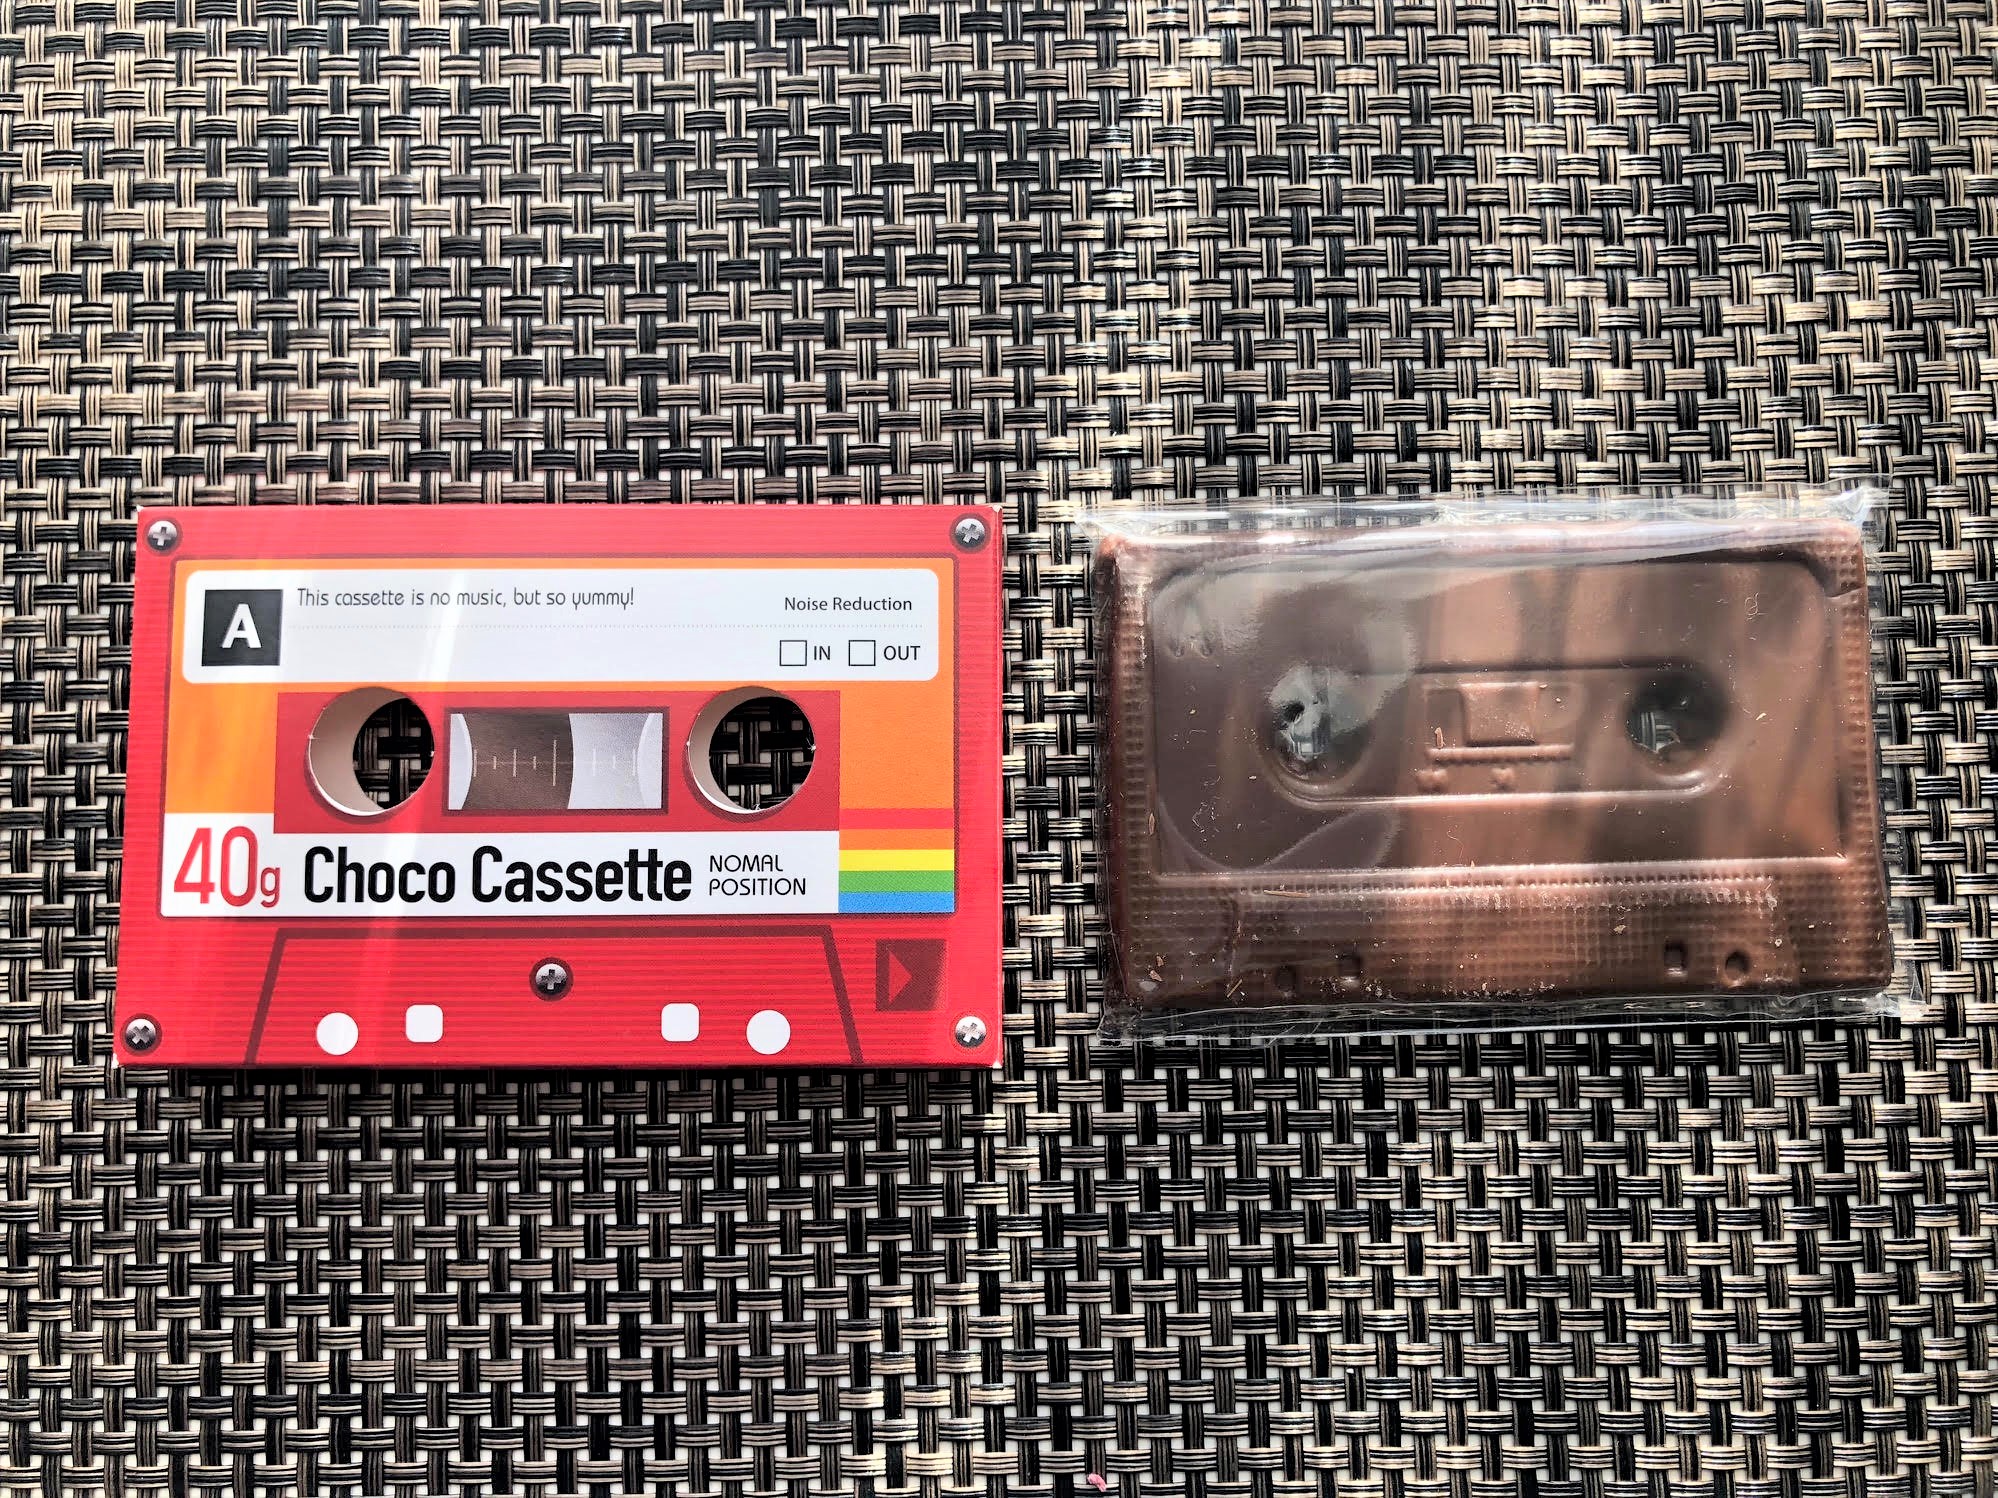 A
This cassette is no music, but so yummy!
Noise Reduction
IN OUT
40g Choco Cassette
NOMAL
POSITION